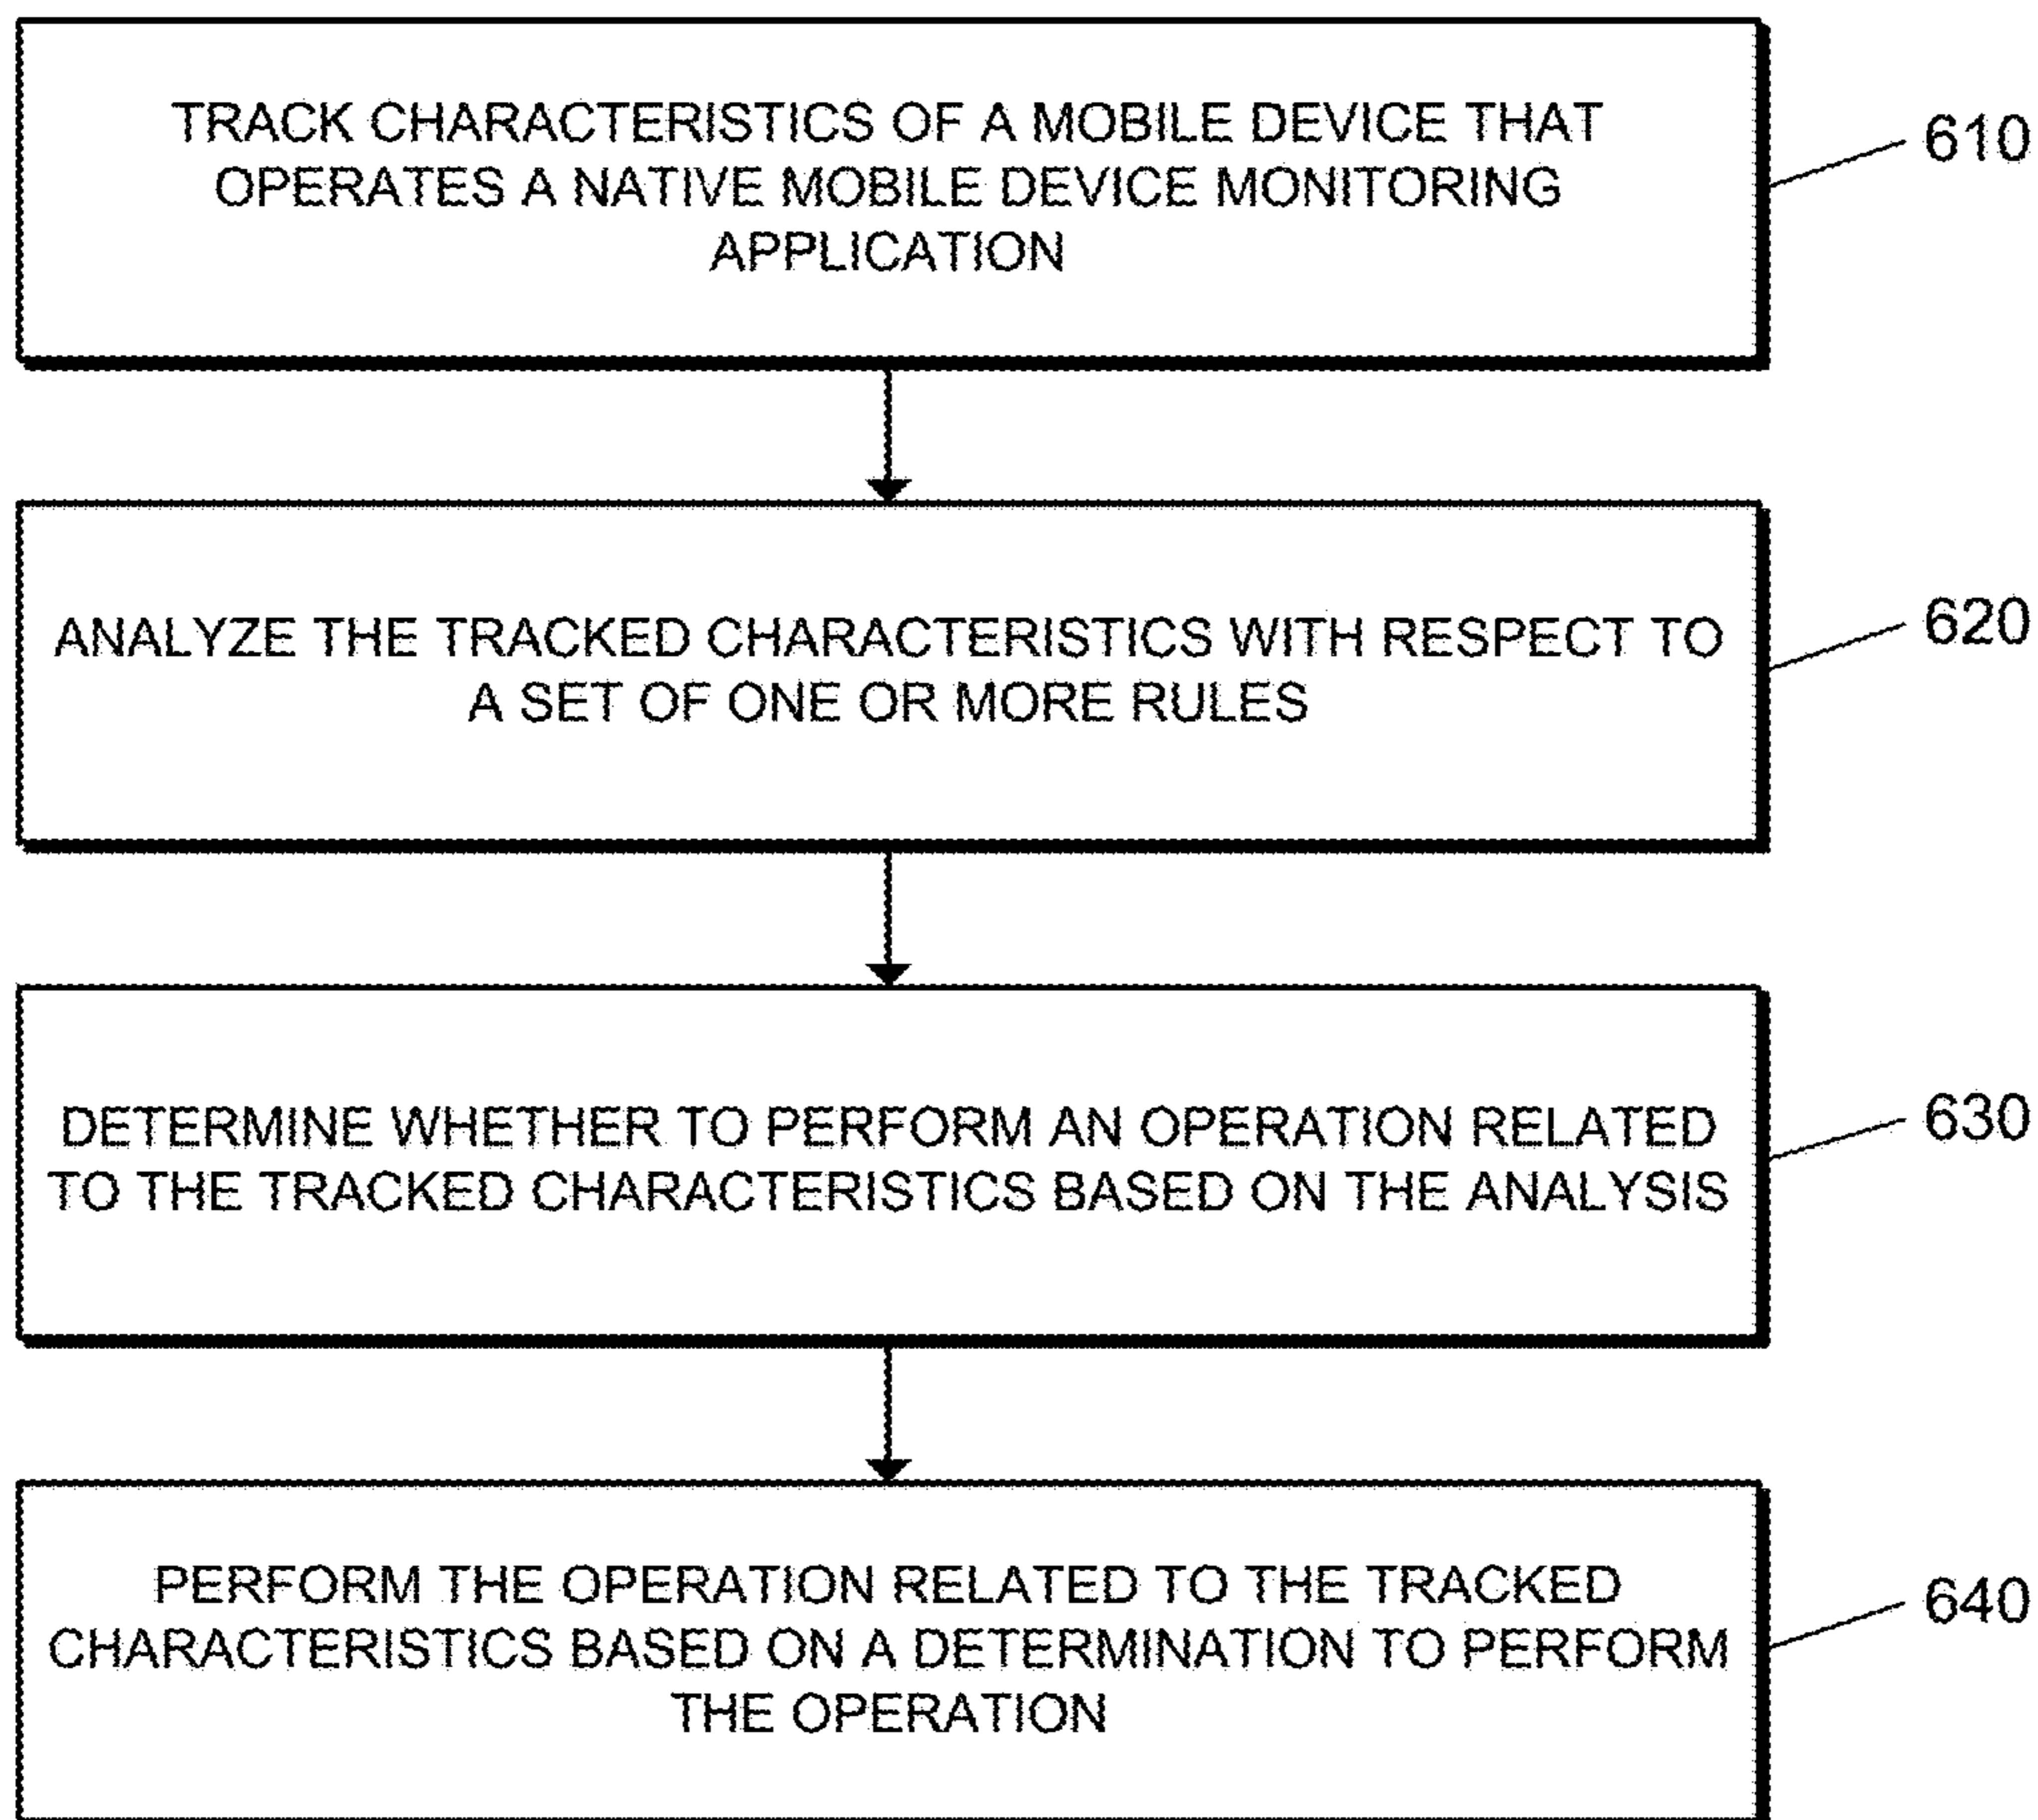 TRACK CHARACTERISTICS OF A MOBILE DEVICE THAT
OPERATES A NATIVE MOBILE DEVICE MONITORING
APPLICATION
610
ANALYZE THE TRACKED CHARACTERISTICS WITH RESPECT TO
A SET OF ONE OR MORE RULES
620
DETERMINE WHETHER TO PERFORM AN OPERATION RELATED
TO THE TRACKED CHARACTERISTICS BASED ON THE ANALYSIS
630
PERFORM THE OPERATION RELATED TO THE TRACKED
CHARACTERISTICS BASED ON A DETERMINATION TO PERFORM
THE OPERATION
640